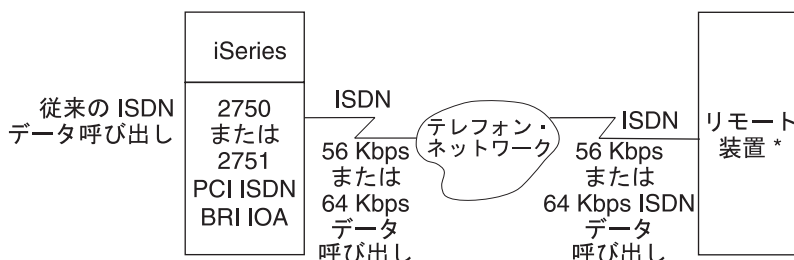 iSeries
従来の ISDN
データ呼び出し
2750
または
2751
PCI ISDN
BRI IOA
ISDN
56 Kbps
または
64 Kbps
データ
呼び出し
テレフォン・
ネットワーク
ISDN
56 Kbps
または
64 Kbps ISDN
データ
呼び出し
リモート
装置 *